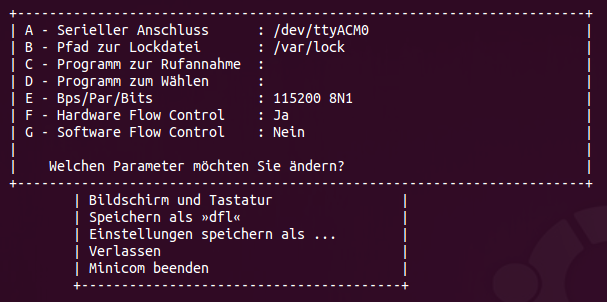 A - Serieller Anschluss : /dev/ttyACM0
B - Pfad zur Lockdatei : /var/lock
C - Programm zur Rufannahme :
D - Programm zum Wählen :
E - Bps/Par/Bits : 115200 8N1
F - Hardware Flow Control : Ja
G - Software Flow Control : Nein
Welchen Parameter möchten Sie ändern?
Bildschirm und Tastatur
Speichern als »dfl«
Einstellungen speichern als ...
Verlassen
Minicom beenden